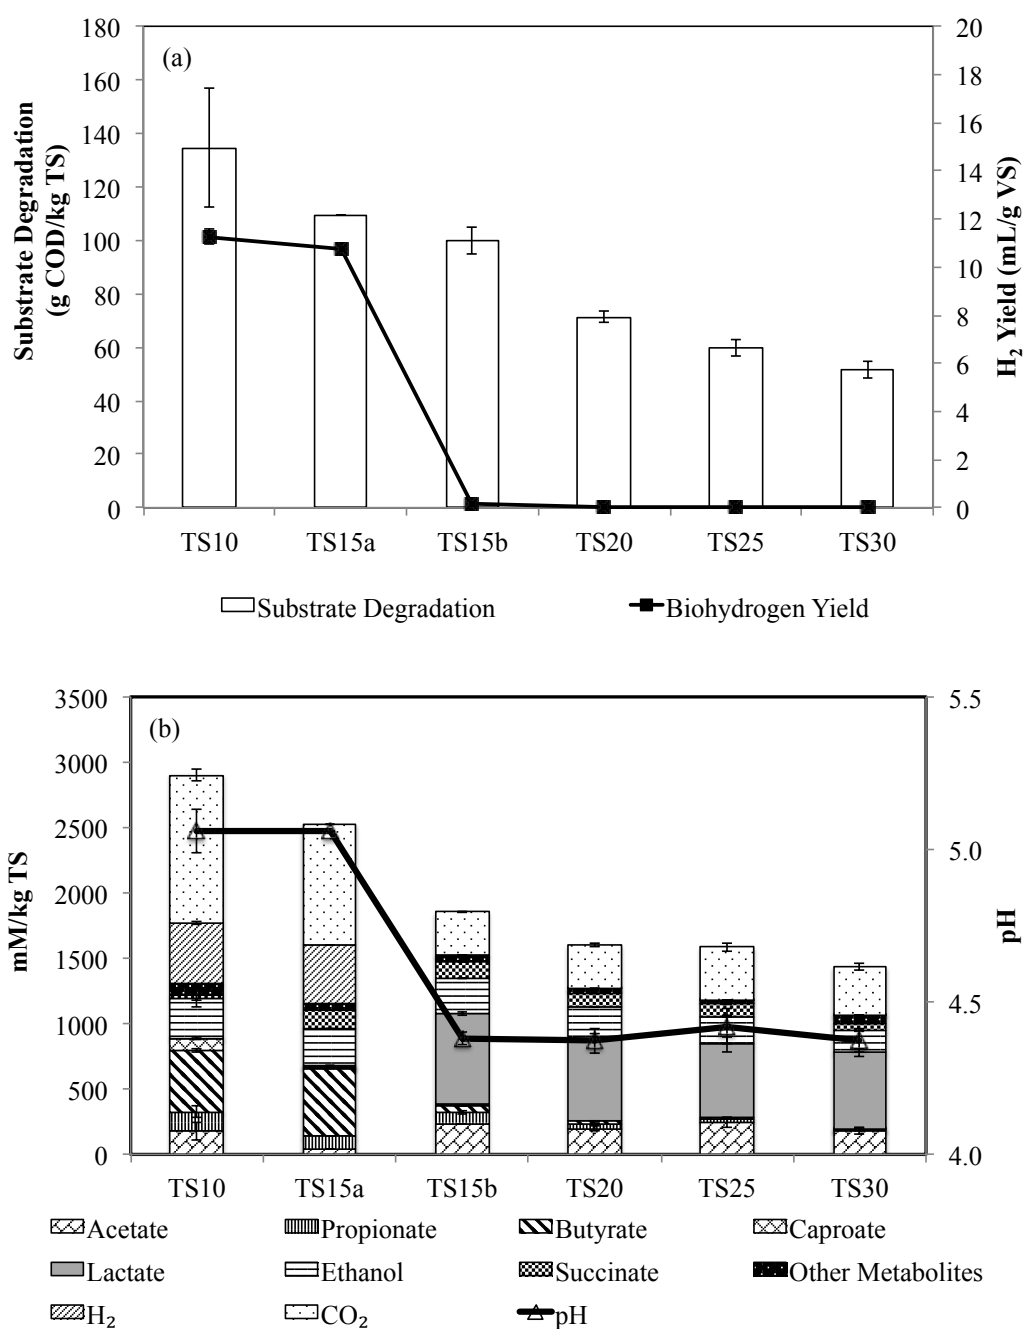 (a)
Substrate Degradation
(g COD/kg TS)
180
160
140
120
100
80
60
40
20
0
20
18
16
14
12
10
8
6
4
2
0
H₂ Yield (mL/g VS)
TS10 TS15a TS15b TS20 TS25 TS30
Substrate Degradation Biohydrogen Yield
(b)
mM/kg TS
3500
3000
2500
2000
1500
1000
500
0
5.5
5.0
4.5
4.0
pH
TS10 TS15a TS15b TS20 TS25 TS30
Acetate Propionate Butyrate Caproate
Lactate Ethanol Succinate Other Metabolites
H₂ CO₂ pH